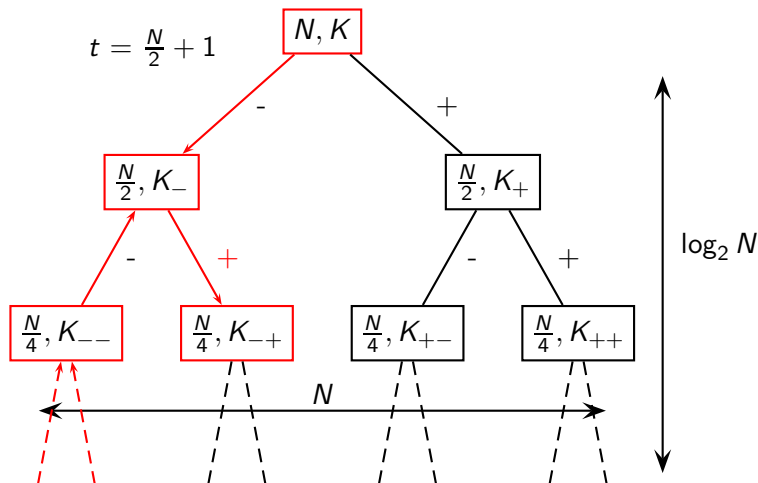 N, K
t = N/2 + 1
- +
N/2, K_- N/2, K_+
- + - +
log_2 N
N/4, K_{--} N/4, K_{-+} N/4, K_{+-} N/4, K_{++}
N